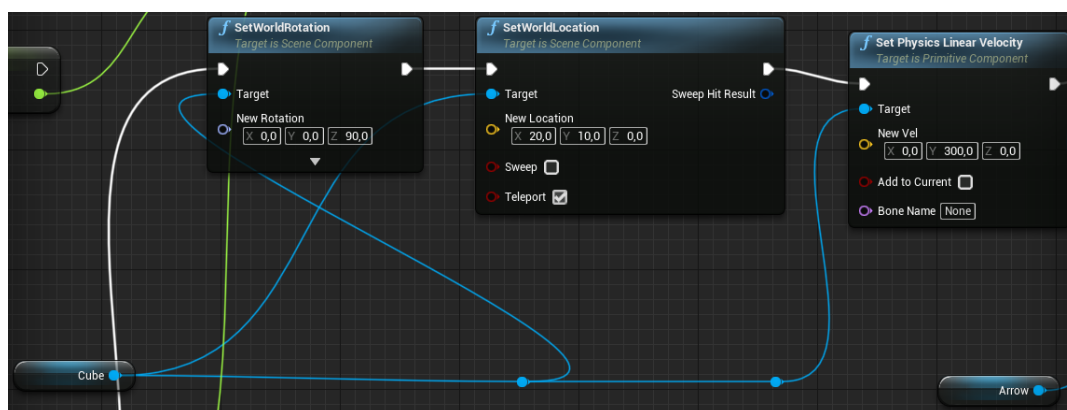 SetWorldRotation
Target is Scene Component
Target
New Rotation
X 0,0 Y 0,0 Z 90,0
SetWorldLocation
Target is Scene Component
Target Sweep Hit Result
New Location
X 20,0 Y 10,0 Z 0,0
Sweep
Teleport
Set Physics Linear Velocity
Target is Primitive Component
Target
New Vel
X 0,0 Y 300,0 Z 0,0
Add to Current
Bone Name None
Cube
Arrow